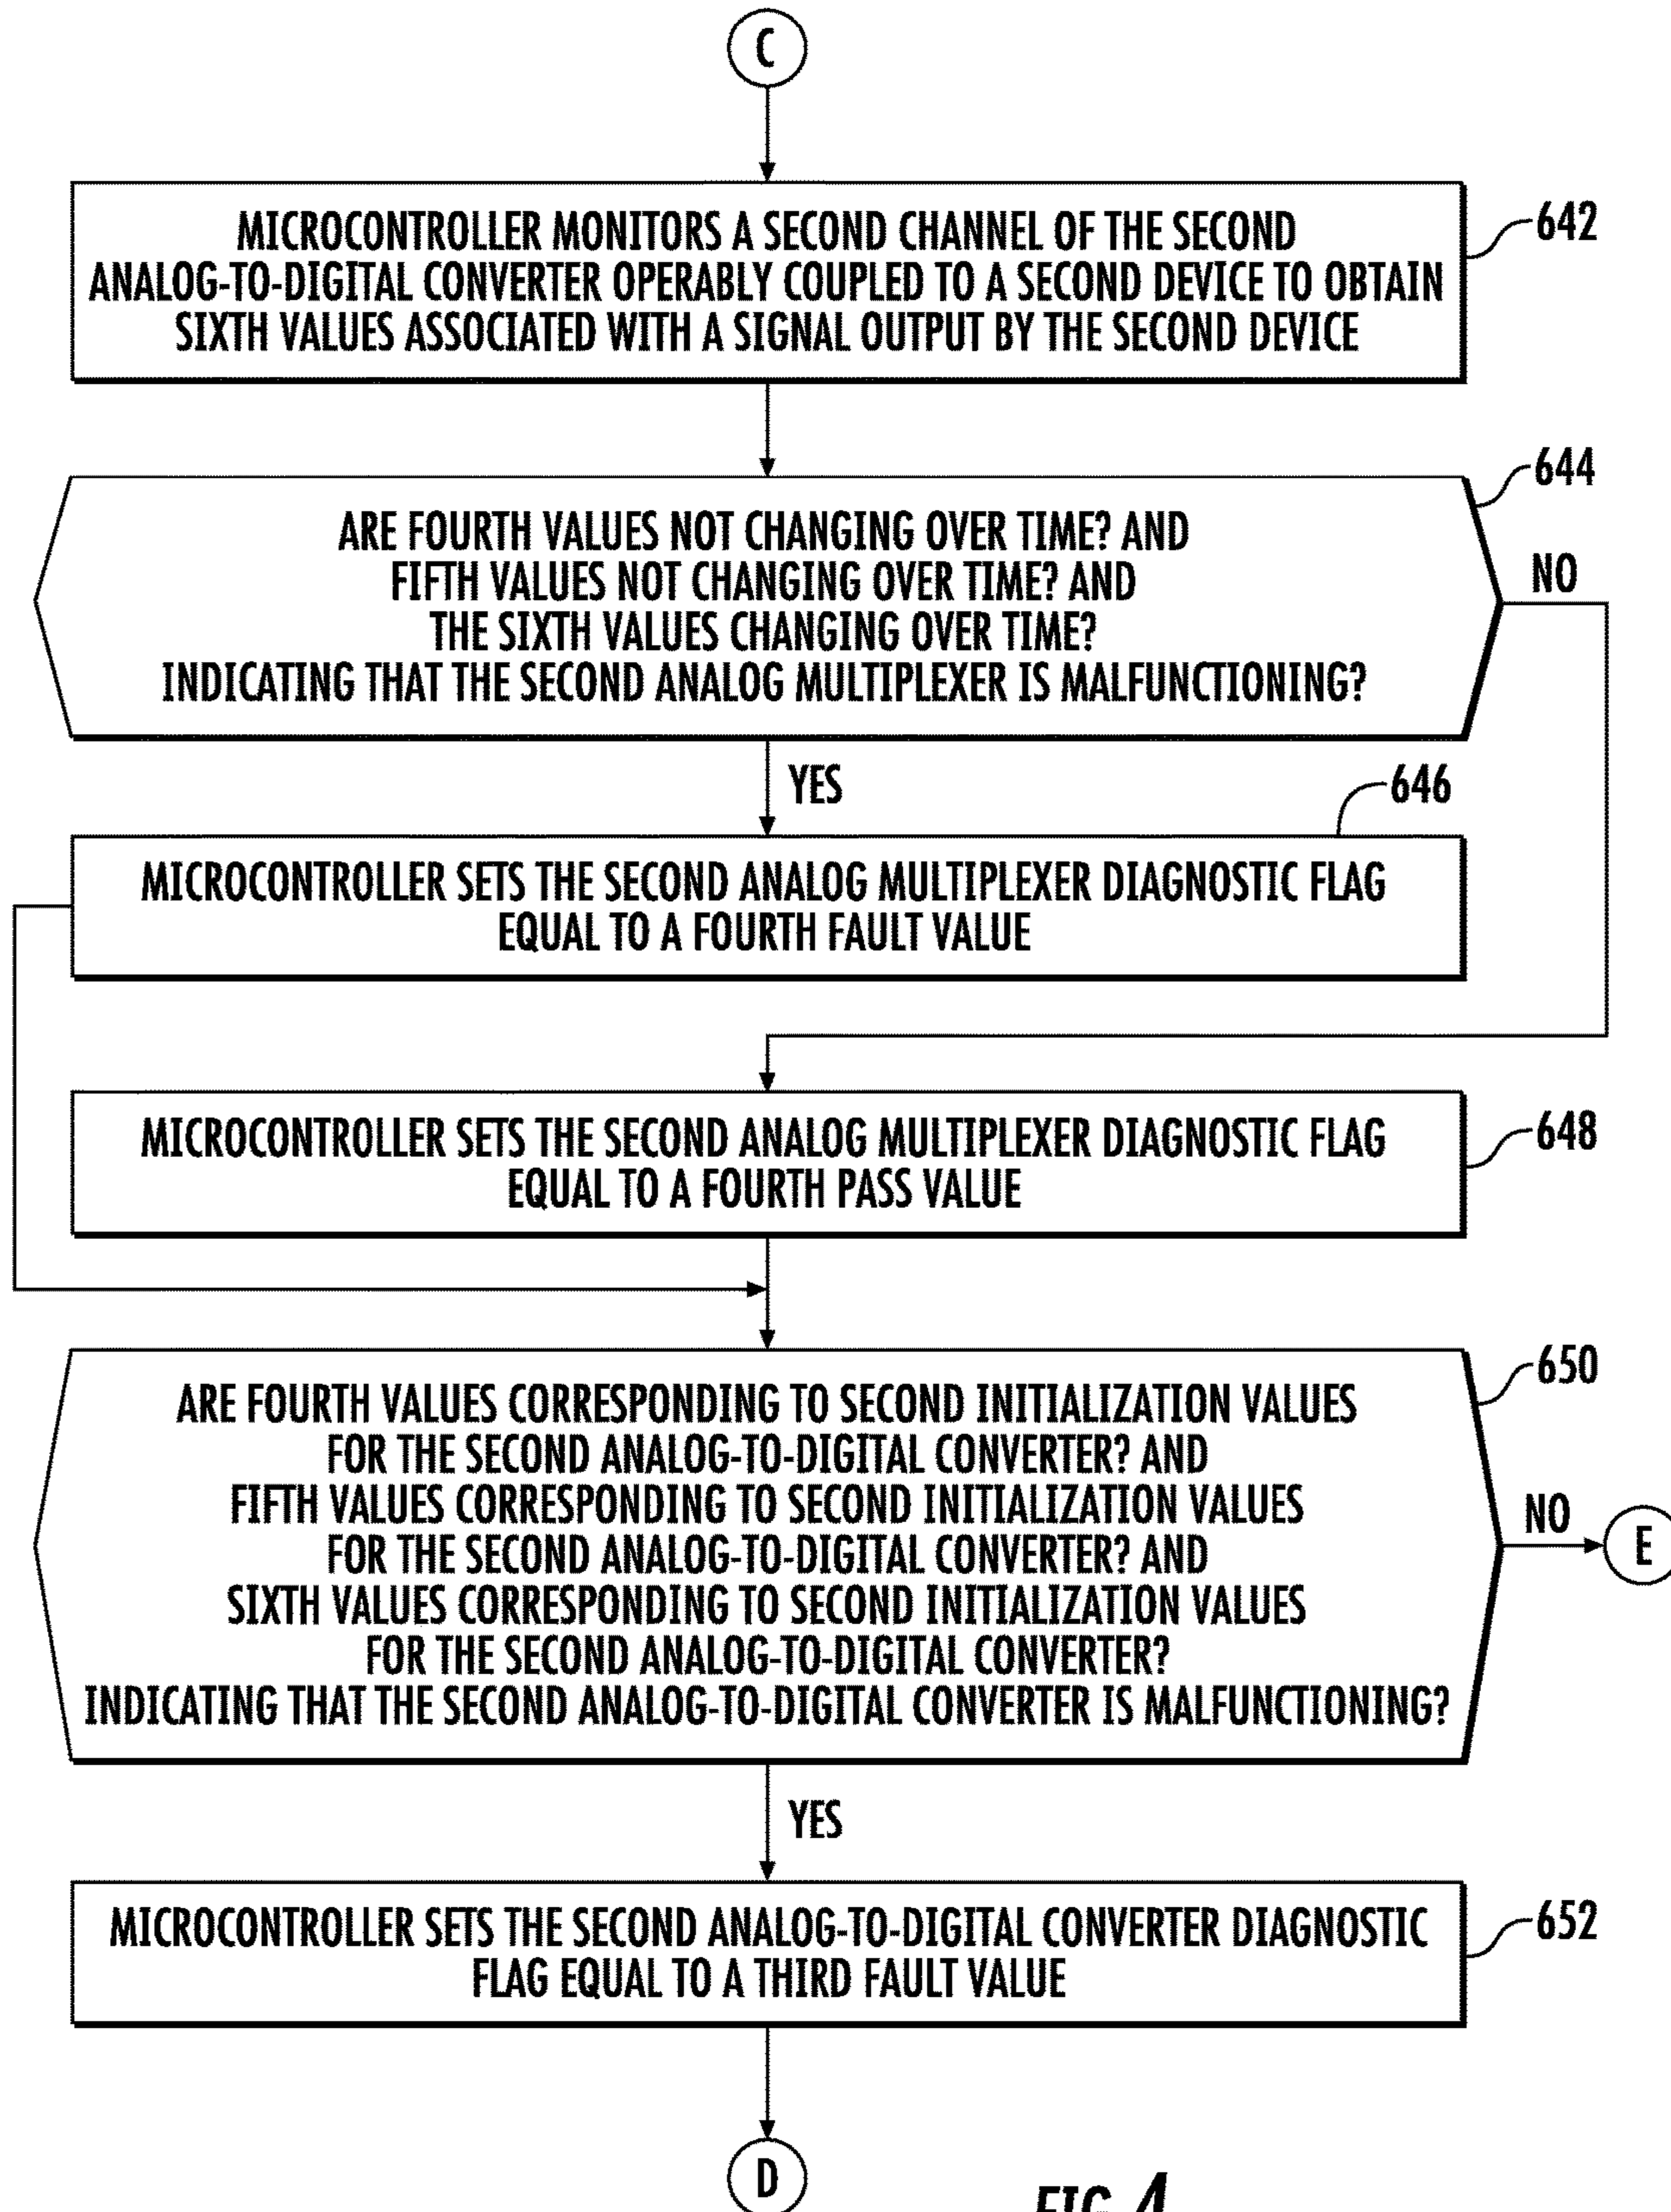 C
MICROCONTROLLER MONITORS A SECOND CHANNEL OF THE SECOND
ANALOG-TO-DIGITAL CONVERTER OPERABLY COUPLED TO A SECOND DEVICE TO OBTAIN
SIXTH VALUES ASSOCIATED WITH A SIGNAL OUTPUT BY THE SECOND DEVICE
642
644
ARE FOURTH VALUES NOT CHANGING OVER TIME? AND
FIFTH VALUES NOT CHANGING OVER TIME? AND
THE SIXTH VALUES CHANGING OVER TIME?
INDICATING THAT THE SECOND ANALOG MULTIPLEXER IS MALFUNCTIONING?
NO
YES
646
MICROCONTROLLER SETS THE SECOND ANALOG MULTIPLEXER DIAGNOSTIC FLAG
EQUAL TO A FOURTH FAULT VALUE
MICROCONTROLLER SETS THE SECOND ANALOG MULTIPLEXER DIAGNOSTIC FLAG
EQUAL TO A FOURTH PASS VALUE
648
650
ARE FOURTH VALUES CORRESPONDING TO SECOND INITIALIZATION VALUES
FOR THE SECOND ANALOG-TO-DIGITAL CONVERTER? AND
FIFTH VALUES CORRESPONDING TO SECOND INITIALIZATION VALUES
FOR THE SECOND ANALOG-TO-DIGITAL CONVERTER? AND
SIXTH VALUES CORRESPONDING TO SECOND INITIALIZATION VALUES
FOR THE SECOND ANALOG-TO-DIGITAL CONVERTER?
INDICATING THAT THE SECOND ANALOG-TO-DIGITAL CONVERTER IS MALFUNCTIONING?
NO
E
YES
MICROCONTROLLER SETS THE SECOND ANALOG-TO-DIGITAL CONVERTER DIAGNOSTIC
FLAG EQUAL TO A THIRD FAULT VALUE
652
D
FIG. 4